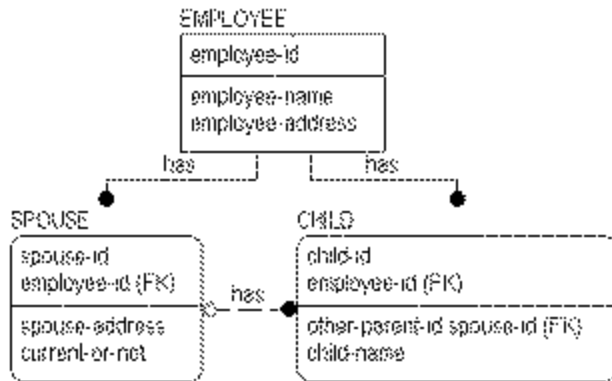 EMPLOYEE
employee-id
employee-name
employee-address
has
has
SPOUSE
spouse-id
employee-id (FK)
spouse-address
current-or-not
has
CHILD
child-id
employee-id (FK)
other-parent-id.spouse-id (FK)
child-name